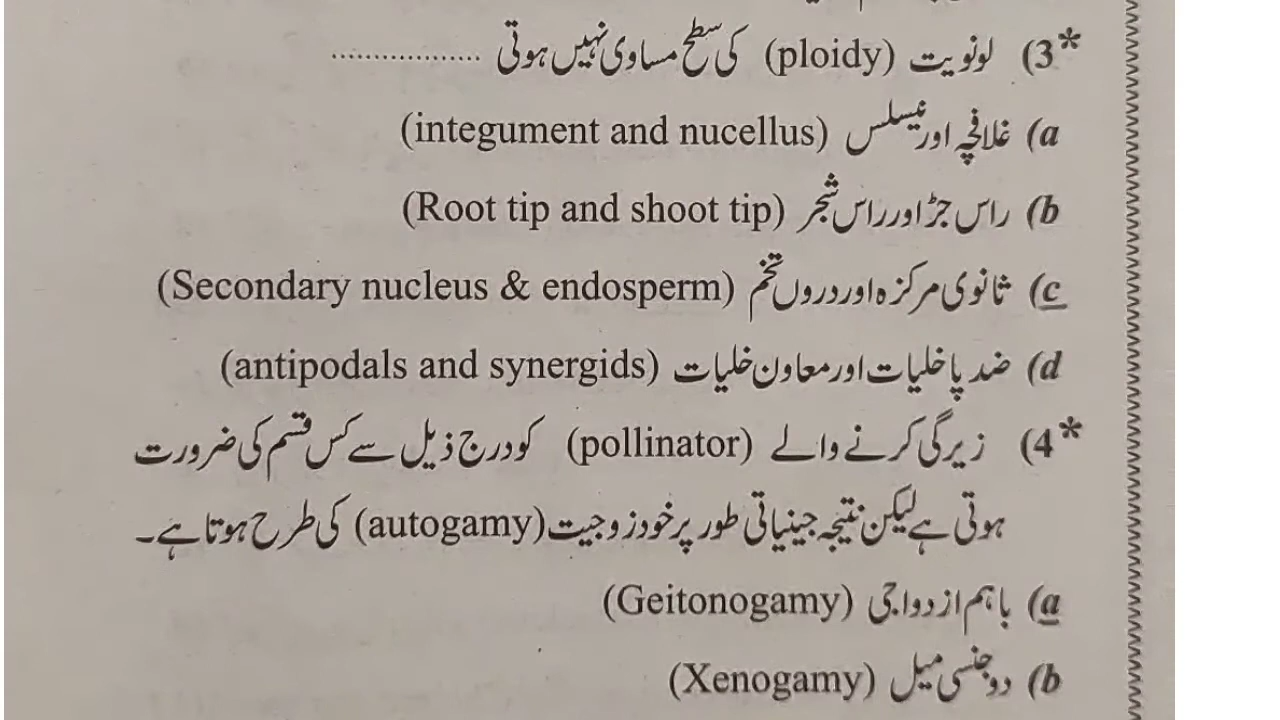 *3) لونویت (ploidy) کی سطح مساوی نہیں ہوتی ..................
a) غلافچہ اور نیسلس (integument and nucellus)
b) راس جڑ اور راس شجر (Root tip and shoot tip)
c) ثانوی مرکزہ اور دروں تخم (Secondary nucleus & endosperm)
d) ضد پا خلیات اور معاون خلیات (antipodals and synergids)
*4) زیرگی کرنے والے (pollinator) کو درج ذیل سے کس قسم کی ضرورت
ہوتی ہے لیکن نتیجہ جینیاتی طور پر خود زوجیت (autogamy) کی طرح ہوتا ہے۔
a) باہم ازدواجی (Geitonogamy)
b) دو جنسی میل (Xenogamy)